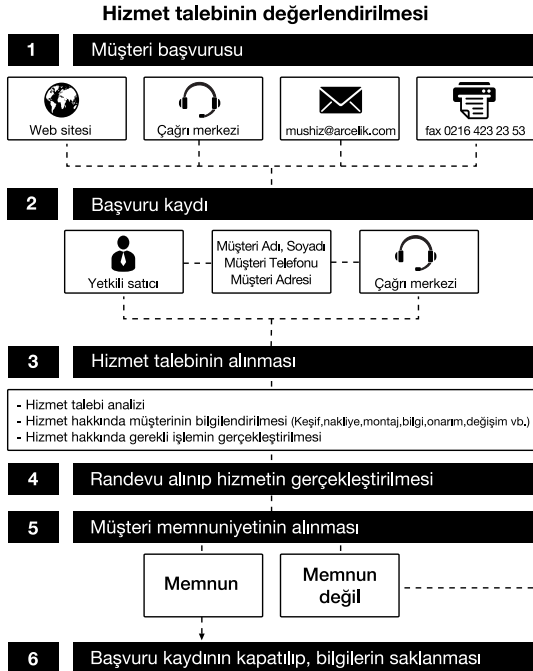 Hizmet talebinin değerlendirilmesi
1 Müşteri başvurusu
Web sitesi
Çağrı merkezi
mushiz@arcelik.com
fax 0216 423 23 53
2 Başvuru kaydı
Yetkili satıcı
Müşteri Adı, Soyadı
Müşteri Telefonu
Müşteri Adresi
Çağrı merkezi
3 Hizmet talebinin alınması
- Hizmet talebi analizi
- Hizmet hakkında müşterinin bilgilendirilmesi (Keşif,nakliye,montaj,bilgi,onarım,değişim vb.)
- Hizmet hakkında gerekli işlemin gerçekleştirilmesi
4 Randevu alınıp hizmetin gerçekleştirilmesi
5 Müşteri memnuniyetinin alınması
Memnun
Memnun
değil
6 Başvuru kaydının kapatılıp, bilgilerin saklanması